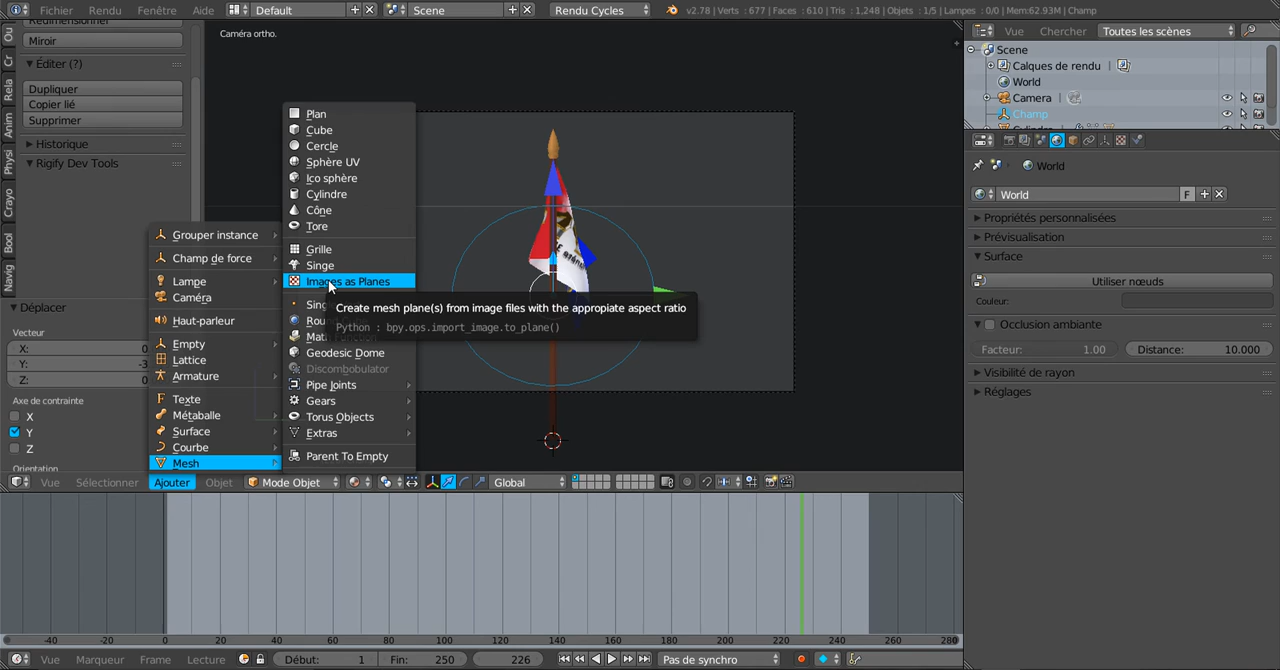 Fichier Rendu Fenêtre Aide Default Scene Rendu Cycles v2.78 | Verts : 677 | Faces : 610 | Tris : 1,248 | Objets : 1/5 | Lampes : 0/0 | Mem:62.93M | Champ
Caméra ortho.
Ou
Cr
Rela
Anim
Physi
Crayo
Bool
Navig
Miroir
Éditer (?)
Dupliquer
Copier lié
Supprimer
Historique
Rigify Dev Tools
Déplacer
Vecteur
X: 0
Y: -3
Z: 0
Axe de contrainte
X
Y
Z
Orientation
Grouper instance
Champ de force
Lampe
Caméra
Haut-parleur
Empty
Lattice
Armature
Texte
Métaballe
Surface
Courbe
Mesh
Plan
Cube
Cercle
Sphère UV
Ico sphère
Cylindre
Cône
Tore
Grille
Singe
Images as Planes
Create mesh plane(s) from image files with the appropiate aspect ratio
Python : bpy.ops.import_image.to_plane()
Geodesic Dome
Discombobulator
Pipe Joints
Gears
Torus Objects
Extras
Parent To Empty
Vue Sélectionner Ajouter Objet Mode Objet Global
-40 -20 0 20 40 60 80 100 120 140 160 180 200 220 240 260 280
Vue Marqueur Frame Lecture Début: 1 Fin: 250 226 Pas de synchro
Vue Chercher Toutes les scènes
Scene
Calques de rendu
World
Camera
Champ
World
World F
Propriétés personnalisées
Prévisualisation
Surface
Utiliser nœuds
Couleur:
Occlusion ambiante
Facteur: 1.00 Distance: 10.000
Visibilité de rayon
Réglages